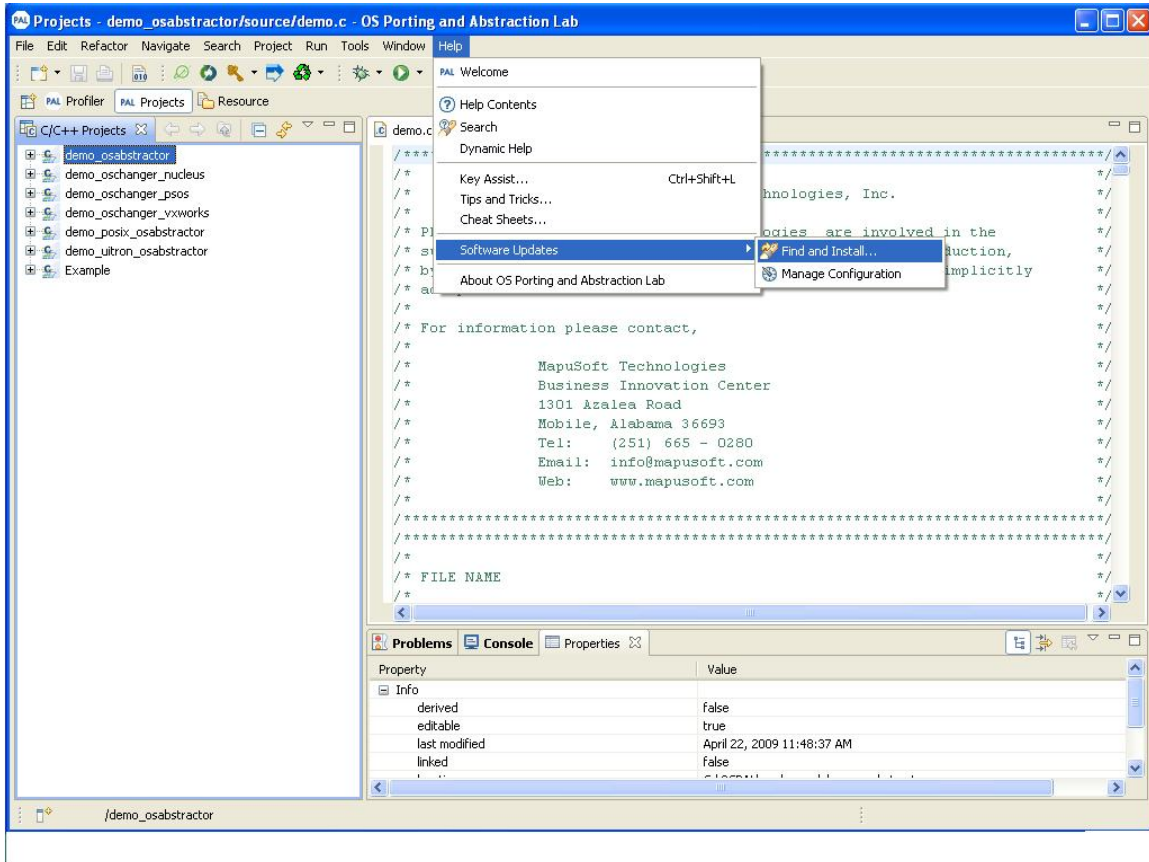 PAL Projects - demo_osabstractor/source/demo.c - OS Porting and Abstraction Lab
File Edit Refactor Navigate Search Project Run Tools Window Help
010
PAL Profiler PAL Projects Resource
C/C++ Projects
demo_osabstractor
demo_oschanger_nucleus
demo_oschanger_psos
demo_oschanger_vxworks
demo_posix_osabstractor
demo_uitron_osabstractor
Example
PAL Welcome
Help Contents
Search
Dynamic Help
Key Assist... Ctrl+Shift+L
Tips and Tricks...
Cheat Sheets...
Software Updates
About OS Porting and Abstraction Lab
Find and Install...
Manage Configuration
demo.c
/**** **************************************/
/* */
/* hnologies, Inc. */
/* */
/* ogies are involved in the */
/* duction, */
/* implicitly */
/* */
/* */
/* For information please contact, */
/* */
/* MapuSoft Technologies */
/* Business Innovation Center */
/* 1301 Azalea Road */
/* Mobile, Alabama 36693 */
/* Tel: (251) 665 - 0280 */
/* Email: info@mapusoft.com */
/* Web: www.mapusoft.com */
/* */
/******************************************************************************/
/******************************************************************************/
/* */
/* FILE NAME */
/* */
Problems Console Properties
Property Value
Info
derived false
editable true
last modified April 22, 2009 11:48:37 AM
linked false
/demo_osabstractor